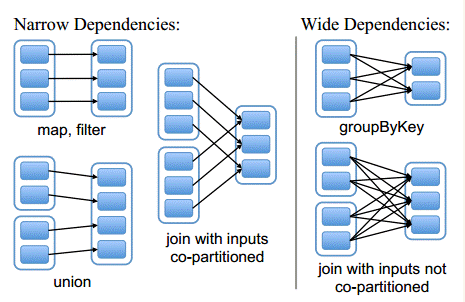 Narrow Dependencies:
map, filter
union
join with inputs
co-partitioned
Wide Dependencies:
groupByKey
join with inputs not
co-partitioned